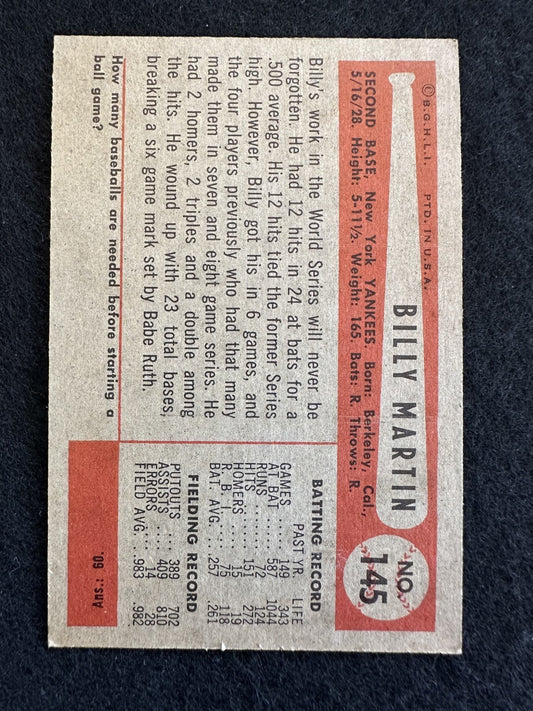 ©B.G.H.L.I. PTD. IN U.S.A.
BILLY MARTIN
NO.
145
SECOND BASE, New York YANKEES. Born: Berkeley, Cal.,
5/16/28. Height: 5-11½. Weight: 165. Bats: R. Throws: R.
Billy's work in the World Series will never be
forgotten. He had 12 hits in 24 at bats for a
.500 average. His 12 hits tied the former Series
high. However, Billy got his in 6 games, and
the four players previously who had that many
made them in seven and eight game series. He
had 2 homers, 2 triples and a double among
the hits. He wound up with 23 total bases,
breaking a six game mark set by Babe Ruth.
How many baseballs are needed before starting a
ball game?
BATTING RECORD
PAST YR. LIFE
GAMES ..... 149 343
AT BAT .... 587 1044
RUNS ...... 72 124
HITS ...... 151 272
HOMERS .... 15 19
R. B. I. .... 79 118
BAT. AVG. .257 .261
FIELDING RECORD
PUTOUTS .... 389 702
ASSISTS .... 409 810
ERRORS ..... 14 28
FIELD AVG. .983 .982
Ans.: 60.